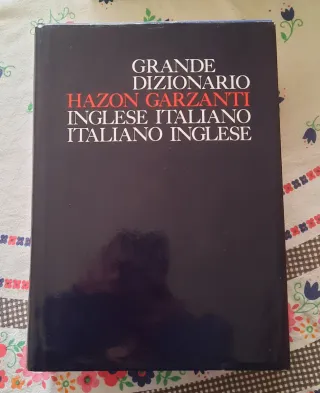 GRANDE
DIZIONARIO
HAZON GARZANTI
INGLESE ITALIANO
ITALIANO INGLESE